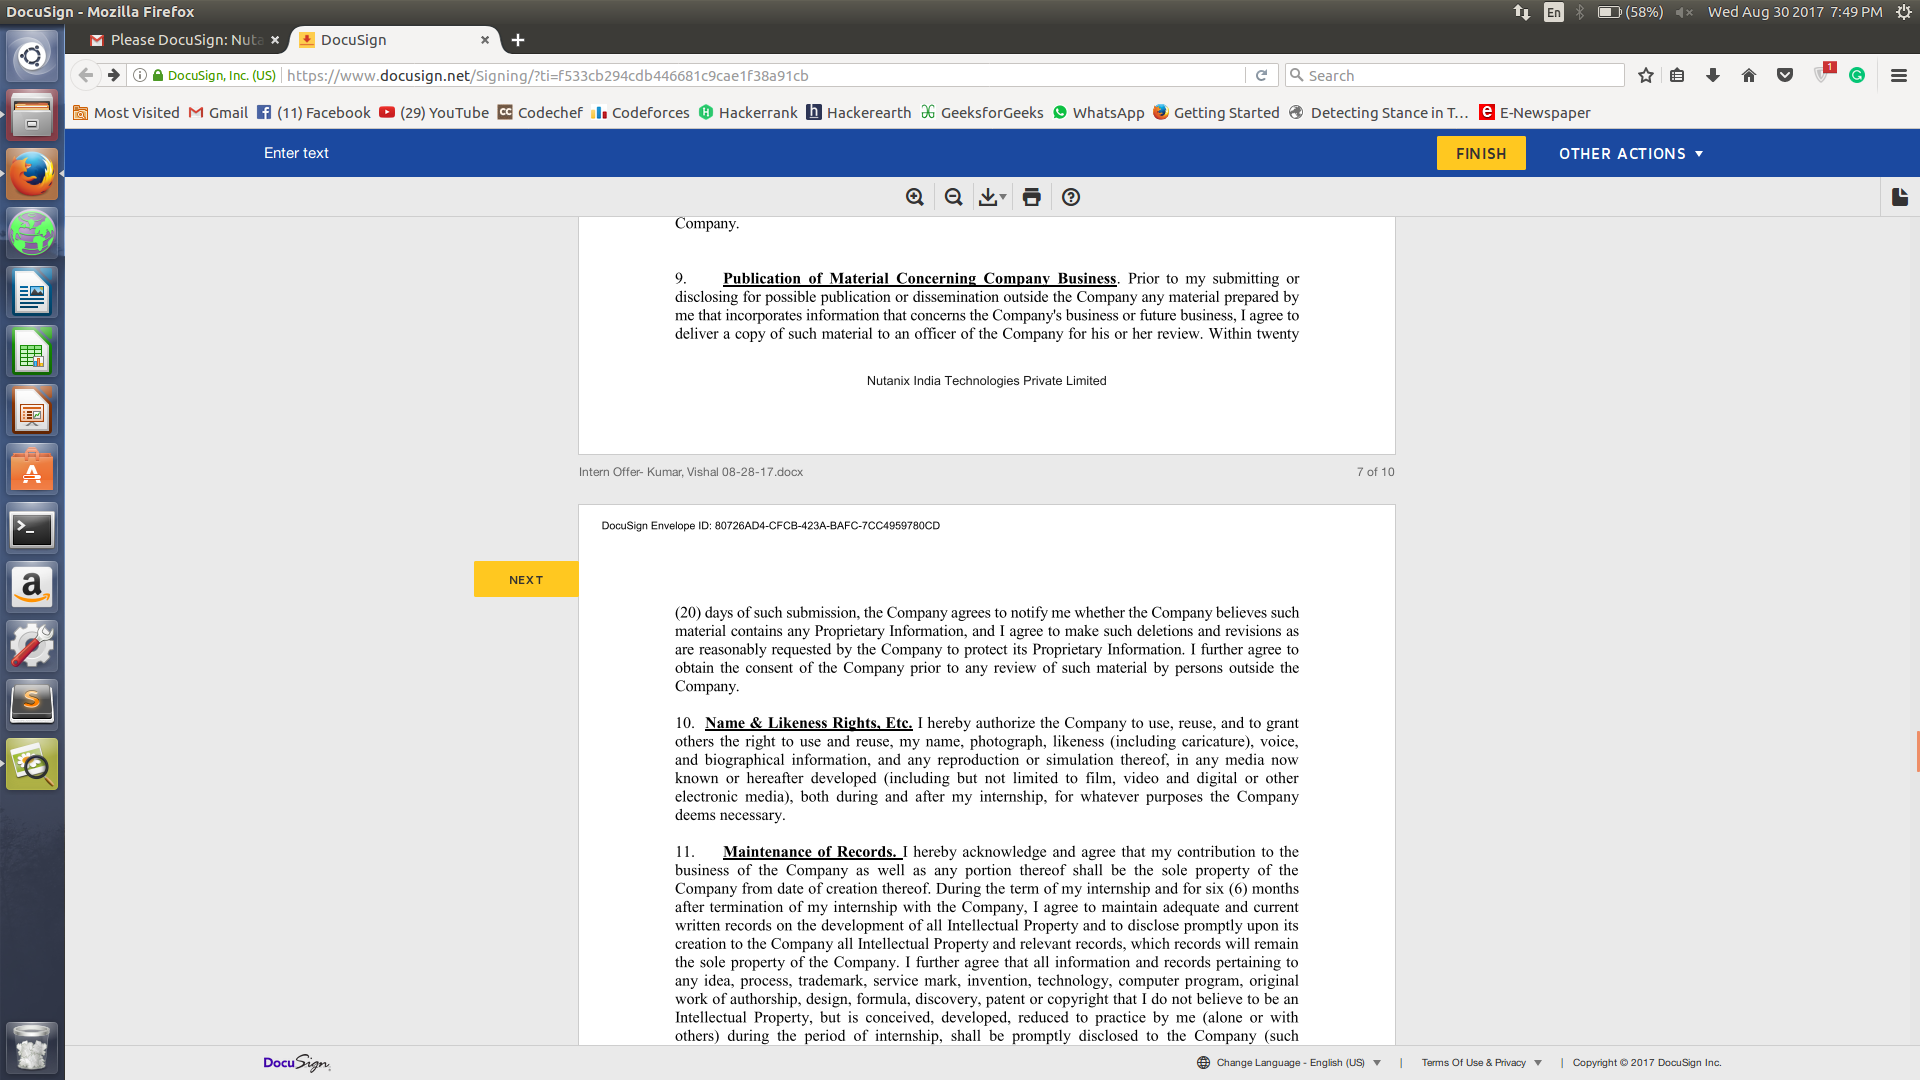 DocuSign - Mozilla Firefox
En
(58%)
Wed Aug 30 2017 7:49 PM
Please DocuSign: Nuta
DocuSign
DocuSign, Inc. (US)
https://www.docusign.net/Signing/?ti=f533cb294cdb446681c9cae1f38a91cb
Search
1
Most Visited
Gmail
(11) Facebook
(29) YouTube
Codechef
Codeforces
Hackerrank
Hackerearth
GeeksforGeeks
WhatsApp
Getting Started
Detecting Stance in T...
E-Newspaper
Enter text
FINISH
OTHER ACTIONS
Company.
9. Publication of Material Concerning Company Business. Prior to my submitting or
disclosing for possible publication or dissemination outside the Company any material prepared by
me that incorporates information that concerns the Company's business or future business, I agree to
deliver a copy of such material to an officer of the Company for his or her review. Within twenty
Nutanix India Technologies Private Limited
Intern Offer- Kumar, Vishal 08-28-17.docx
7 of 10
DocuSign Envelope ID: 80726AD4-CFCB-423A-BAFC-7CC4959780CD
NEXT
(20) days of such submission, the Company agrees to notify me whether the Company believes such
material contains any Proprietary Information, and I agree to make such deletions and revisions as
are reasonably requested by the Company to protect its Proprietary Information. I further agree to
obtain the consent of the Company prior to any review of such material by persons outside the
Company.
10. Name & Likeness Rights, Etc. I hereby authorize the Company to use, reuse, and to grant
others the right to use and reuse, my name, photograph, likeness (including caricature), voice,
and biographical information, and any reproduction or simulation thereof, in any media now
known or hereafter developed (including but not limited to film, video and digital or other
electronic media), both during and after my internship, for whatever purposes the Company
deems necessary.
11. Maintenance of Records. I hereby acknowledge and agree that my contribution to the
business of the Company as well as any portion thereof shall be the sole property of the
Company from date of creation thereof. During the term of my internship and for six (6) months
after termination of my internship with the Company, I agree to maintain adequate and current
written records on the development of all Intellectual Property and to disclose promptly upon its
creation to the Company all Intellectual Property and relevant records, which records will remain
the sole property of the Company. I further agree that all information and records pertaining to
any idea, process, trademark, service mark, invention, technology, computer program, original
work of authorship, design, formula, discovery, patent or copyright that I do not believe to be an
Intellectual Property, but is conceived, developed, reduced to practice by me (alone or with
others) during the period of internship, shall be promptly disclosed to the Company (such
DocuSign
Change Language - English (US)
|
Terms Of Use & Privacy
|
Copyright © 2017 DocuSign Inc.